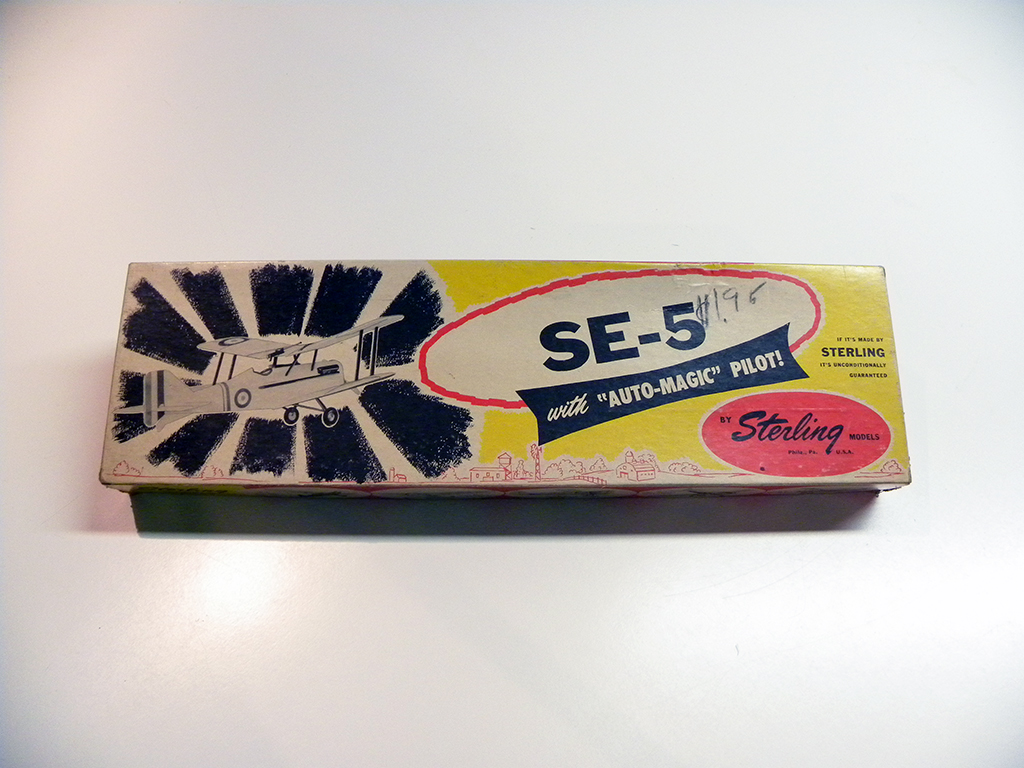 SE-5
$1.95
with "AUTO-MAGIC" PILOT!
IF IT'S MADE BY
STERLING
IT'S UNCONDITIONALLY
GUARANTEED
BY Sterling MODELS
Phila., Pa. U.S.A.